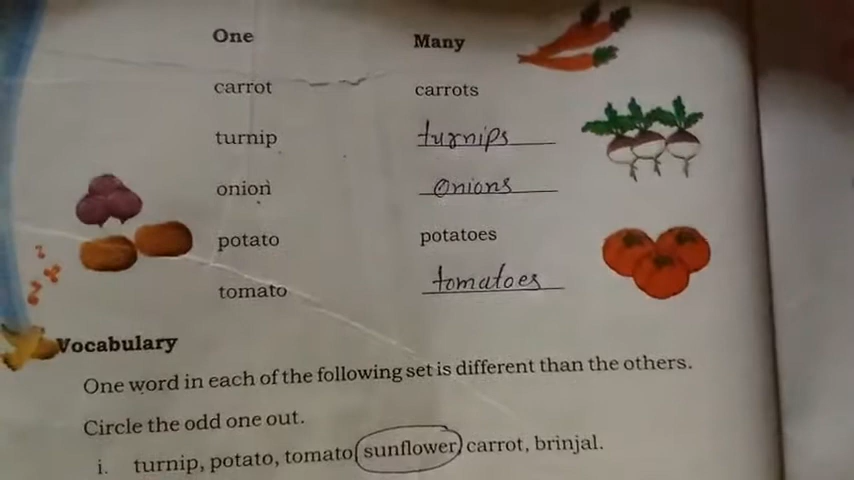 One Many
carrot carrots
turnip turnips
onion onions
potato potatoes
tomato tomatoes
Vocabulary
One word in each of the following set is different than the others.
Circle the odd one out.
i. turnip, potato, tomato sunflower, carrot, brinjal.